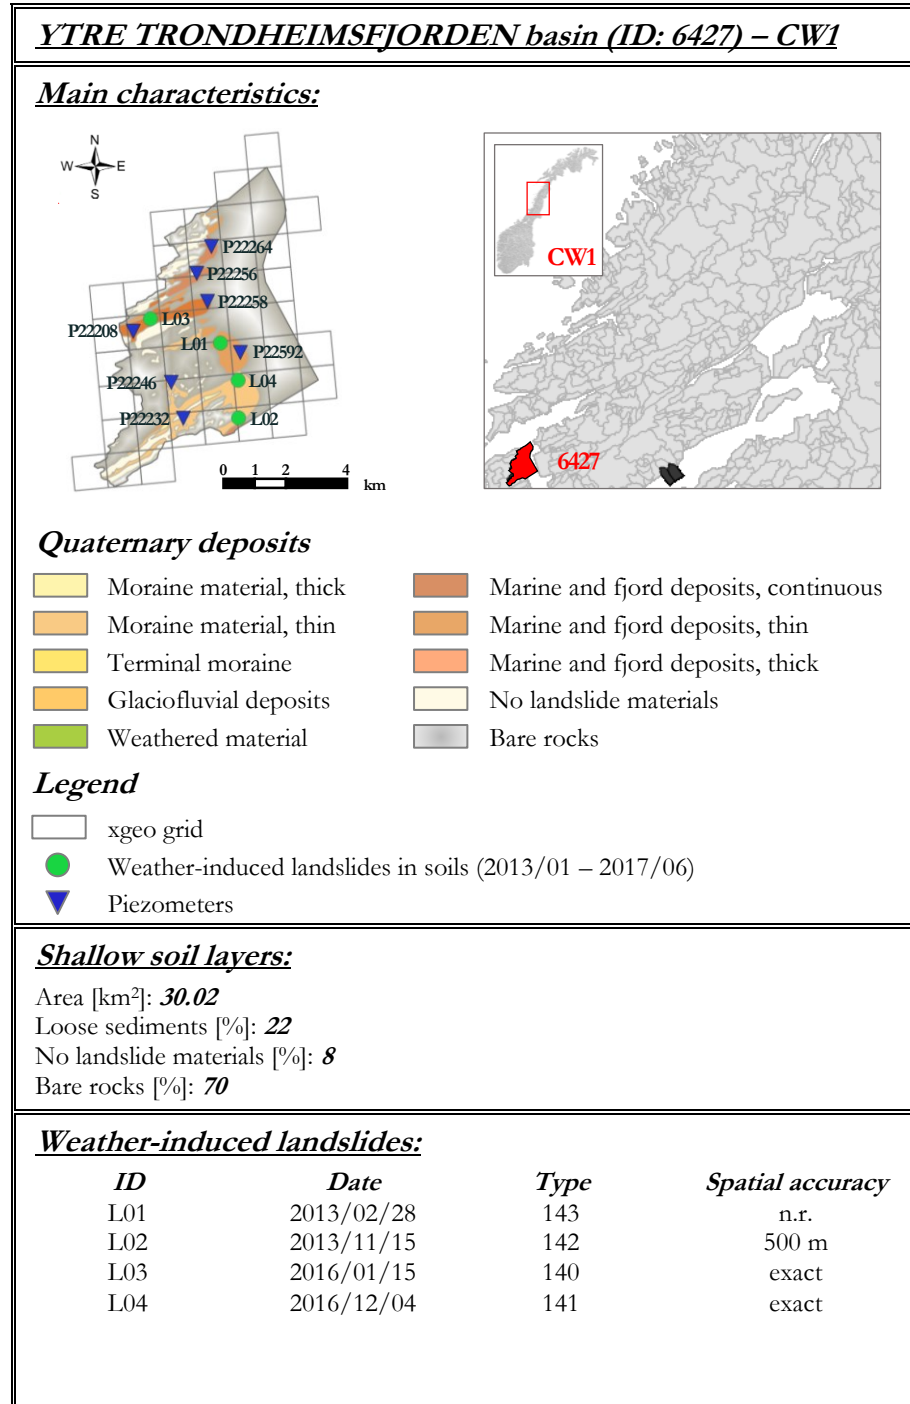 YTRE TRONDHEIMSFJORDEN basin (ID: 6427) – CW1
Main characteristics:
N
W E
S
P22264
P22256
P22258
L03
P22208
L01
P22592
P22246
L04
P22232
L02
0 1 2 4
km
CW1
6427
Quaternary deposits
Moraine material, thick
Marine and fjord deposits, continuous
Moraine material, thin
Marine and fjord deposits, thin
Terminal moraine
Marine and fjord deposits, thick
Glaciofluvial deposits
No landslide materials
Weathered material
Bare rocks
Legend
xgeo grid
Weather-induced landslides in soils (2013/01 – 2017/06)
Piezometers
Shallow soil layers:
Area [km²]: 30.02
Loose sediments [%]: 22
No landslide materials [%]: 8
Bare rocks [%]: 70
Weather-induced landslides:
ID Date Type Spatial accuracy
L01 2013/02/28 143 n.r.
L02 2013/11/15 142 500 m
L03 2016/01/15 140 exact
L04 2016/12/04 141 exact